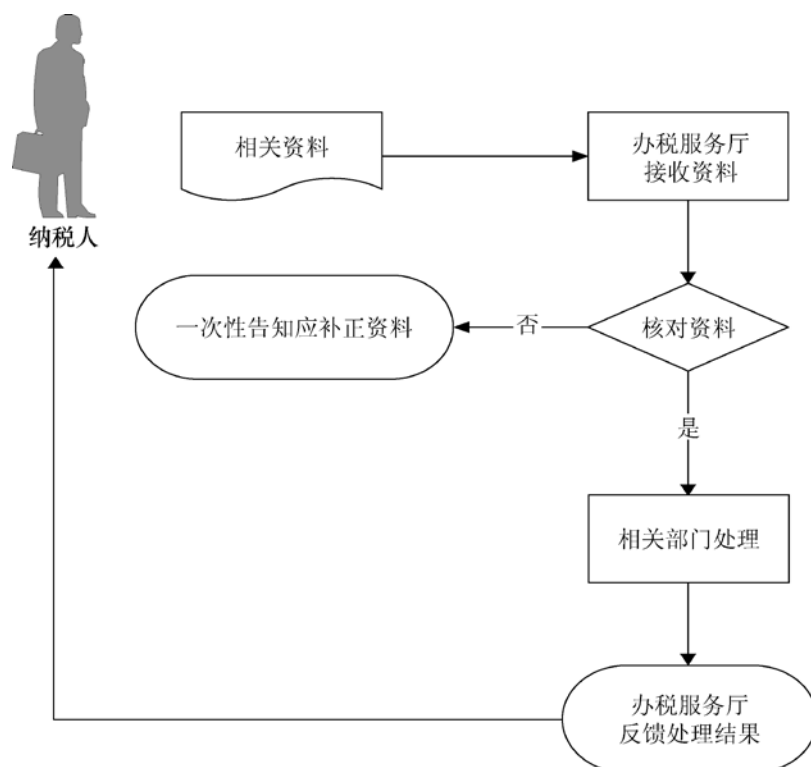 相关资料
办税服务厅
接收资料
纳税人
一次性告知应补正资料
否
核对资料
是
相关部门处理
办税服务厅
反馈处理结果